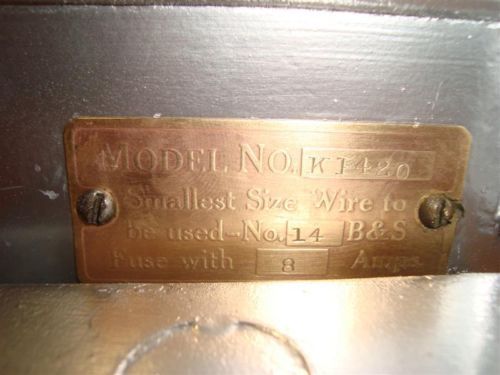 MODEL NO. K1420
Smallest Size Wire to
be used-No. 14 B&S
Fuse with 8 Amps.